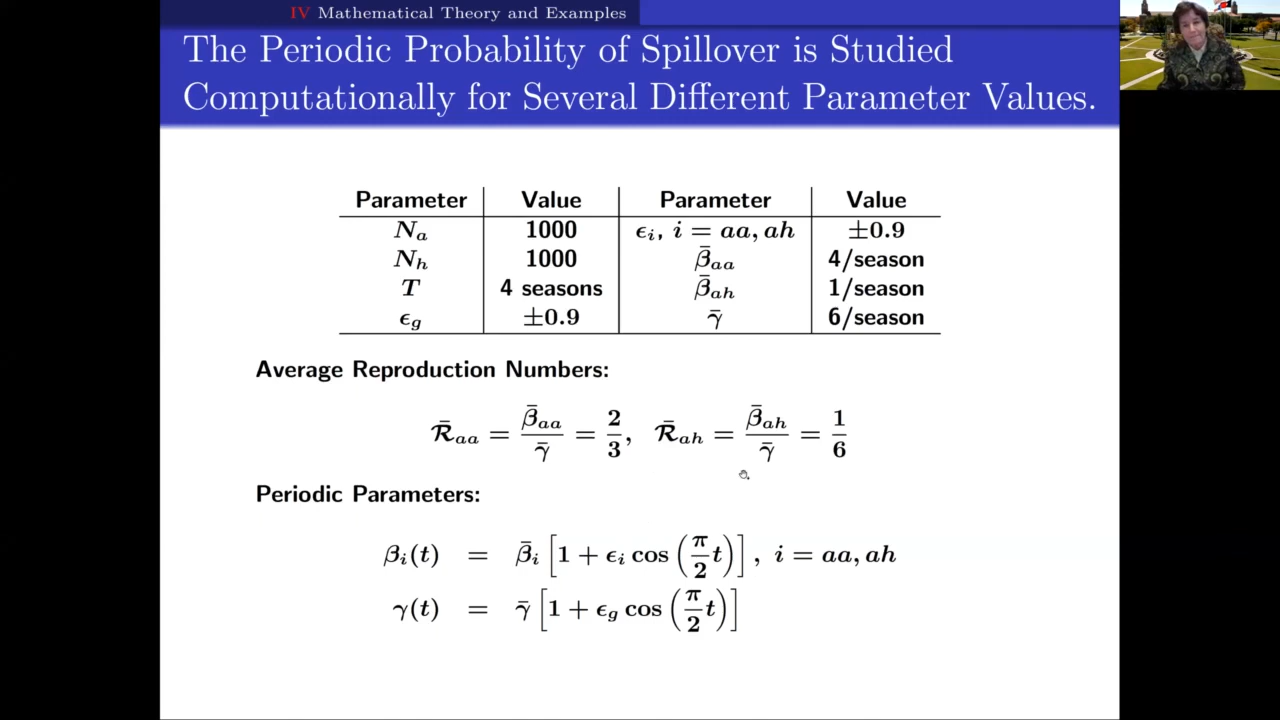 IV Mathematical Theory and Examples
The Periodic Probability of Spillover is Studied
Computationally for Several Different Parameter Values.
Parameter Value Parameter Value
N_a 1000 ϵ_i, i = aa, ah ±0.9
N_h 1000 β̄_aa 4/season
T 4 seasons β̄_ah 1/season
ϵ_g ±0.9 γ̄ 6/season
Average Reproduction Numbers:
R̄_aa = β̄_aa/γ̄ = 2/3, R̄_ah = β̄_ah/γ̄ = 1/6
Periodic Parameters:
β_i(t) = β̄_i [1 + ϵ_i cos(π/2 t)], i = aa, ah
γ(t) = γ̄ [1 + ϵ_g cos(π/2 t)]